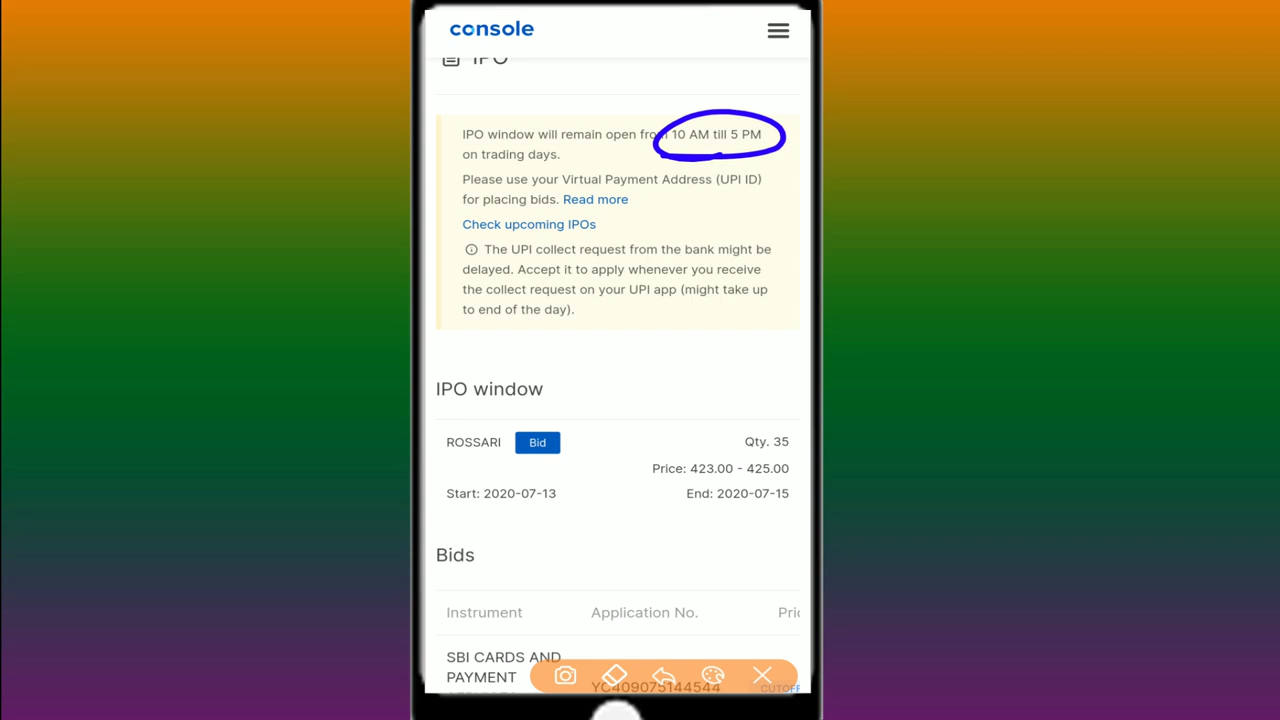 console
IPO
IPO window will remain open from 10 AM till 5 PM
on trading days.
Please use your Virtual Payment Address (UPI ID)
for placing bids. Read more
Check upcoming IPOs
The UPI collect request from the bank might be
delayed. Accept it to apply whenever you receive
the collect request on your UPI app (might take up
to end of the day).
IPO window
ROSSARI Bid Qty. 35
Price: 423.00 - 425.00
Start: 2020-07-13 End: 2020-07-15
Bids
Instrument Application No. Pric
SBI CARDS AND
PAYMENT
YC409075144544 CUTOFF